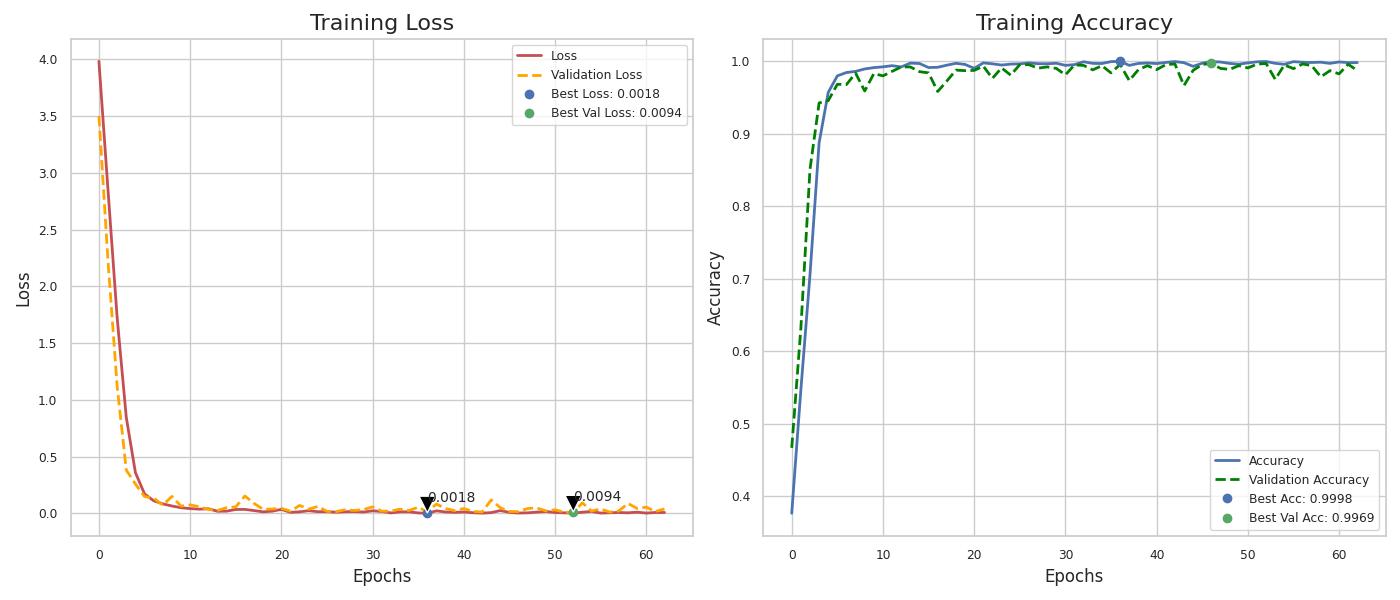 Training Loss
Loss
Validation Loss
Best Loss: 0.0018
Best Val Loss: 0.0094
4.0
3.5
3.0
2.5
2.0
1.5
1.0
0.5
0.0
Loss
0.0018
0.0094
0
10
20
30
40
50
60
Epochs
Training Accuracy
1.0
0.9
0.8
0.7
0.6
0.5
0.4
Accuracy
Accuracy
Validation Accuracy
Best Acc: 0.9998
Best Val Acc: 0.9969
0
10
20
30
40
50
60
Epochs